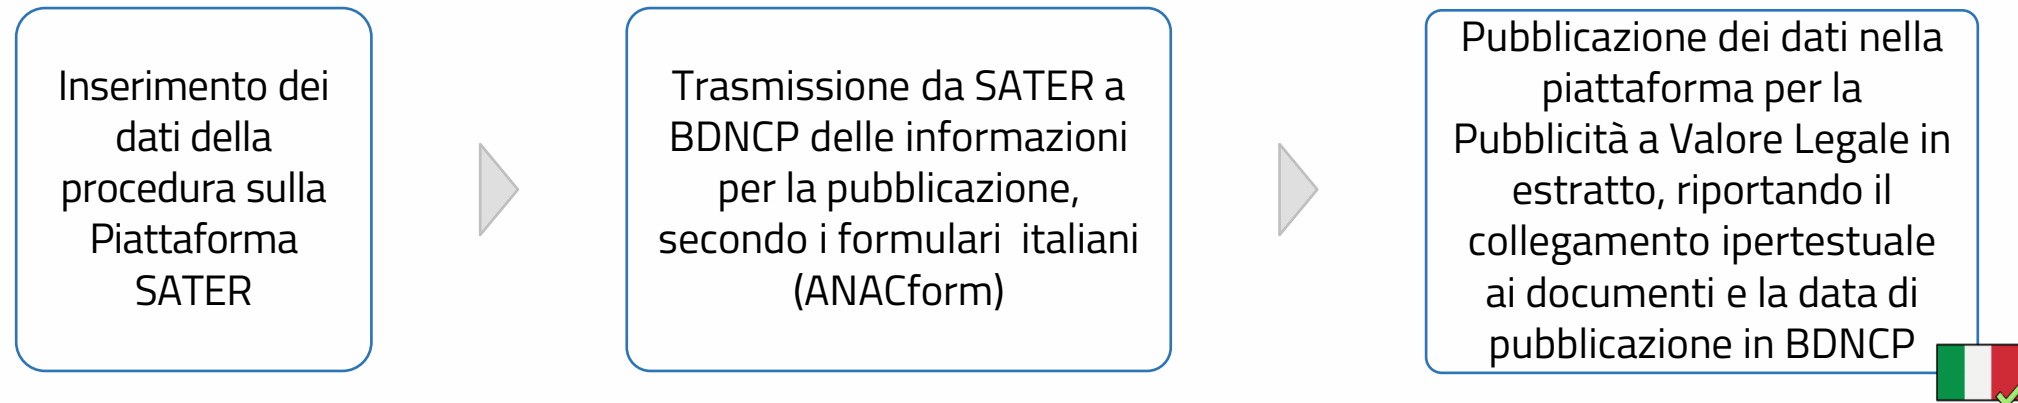 Inserimento dei
dati della
procedura sulla
Piattaforma
SATER
Trasmissione da SATER a
BDNCP delle informazioni
per la pubblicazione,
secondo i formulari italiani
(ANACform)
Pubblicazione dei dati nella
piattaforma per la
Pubblicità a Valore Legale in
estratto, riportando il
collegamento ipertestuale
ai documenti e la data di
pubblicazione in BDNCP